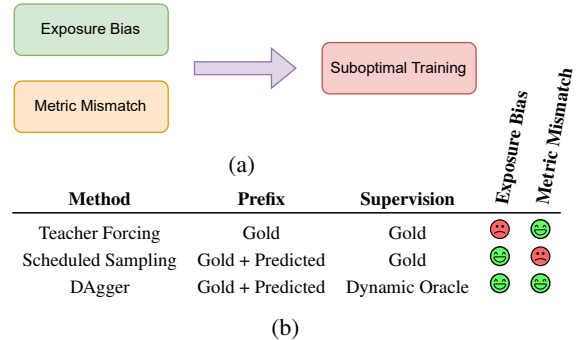 Exposure Bias
Suboptimal Training
Metric Mismatch
(a)
Method Prefix Supervision Exposure Bias Metric Mismatch
Teacher Forcing Gold Gold
Scheduled Sampling Gold + Predicted Gold
DAgger Gold + Predicted Dynamic Oracle
(b)